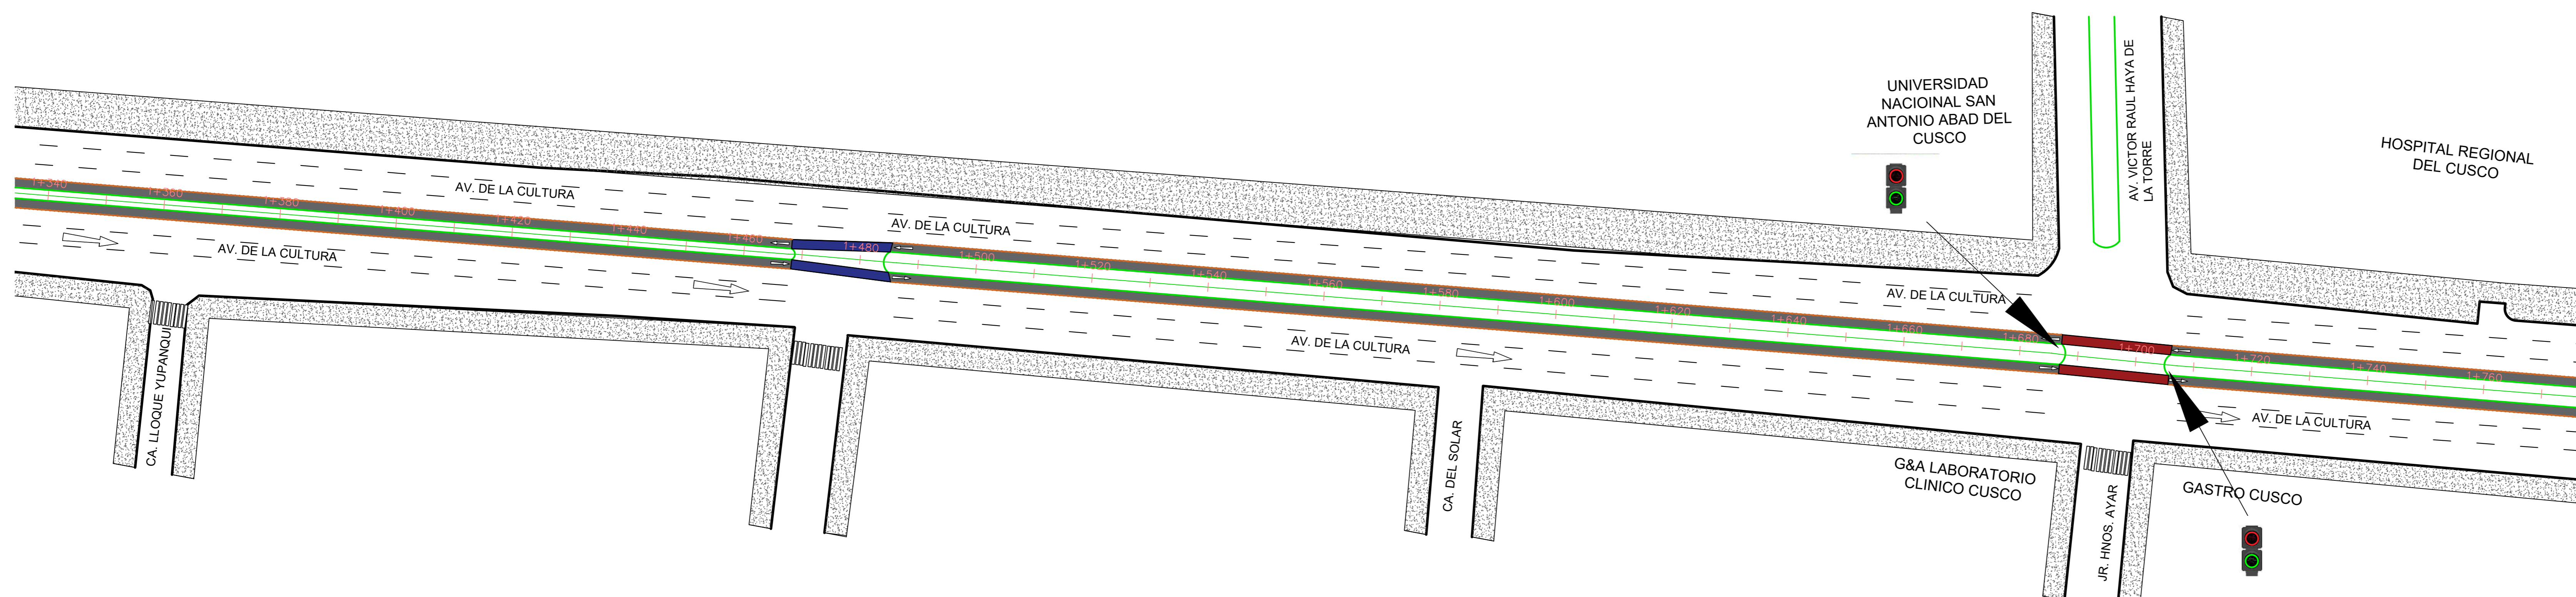 UNIVERSIDAD
NACIOINAL SAN
ANTONIO ABAD DEL
CUSCO
AV. VICTOR RAUL HAYA DE
LA TORRE
HOSPITAL REGIONAL
DEL CUSCO
1+340
1+360
1+380
1+400
1+420
1+440
1+460
1+480
1+500
1+520
1+540
1+560
1+580
1+600
1+620
1+640
1+660
1+680
1+700
1+720
1+740
1+760
AV. DE LA CULTURA
AV. DE LA CULTURA
AV. DE LA CULTURA
AV. DE LA CULTURA
AV. DE LA CULTURA
AV. DE LA CULTURA
CA. LLOQUE YUPANQUI
CA. DEL SOLAR
G&A LABORATORIO
CLINICO CUSCO
JR. HNOS. AYAR
GASTRO CUSCO